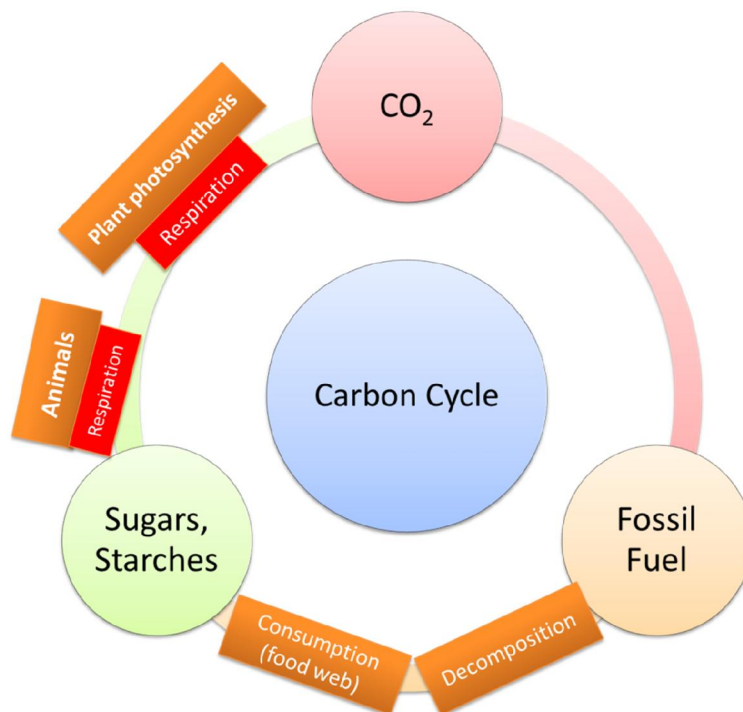 CO₂
Plant photosynthesis
Respiration
Animals
Respiration
Carbon Cycle
Sugars,
Starches
Fossil
Fuel
Consumption
(food web)
Decomposition